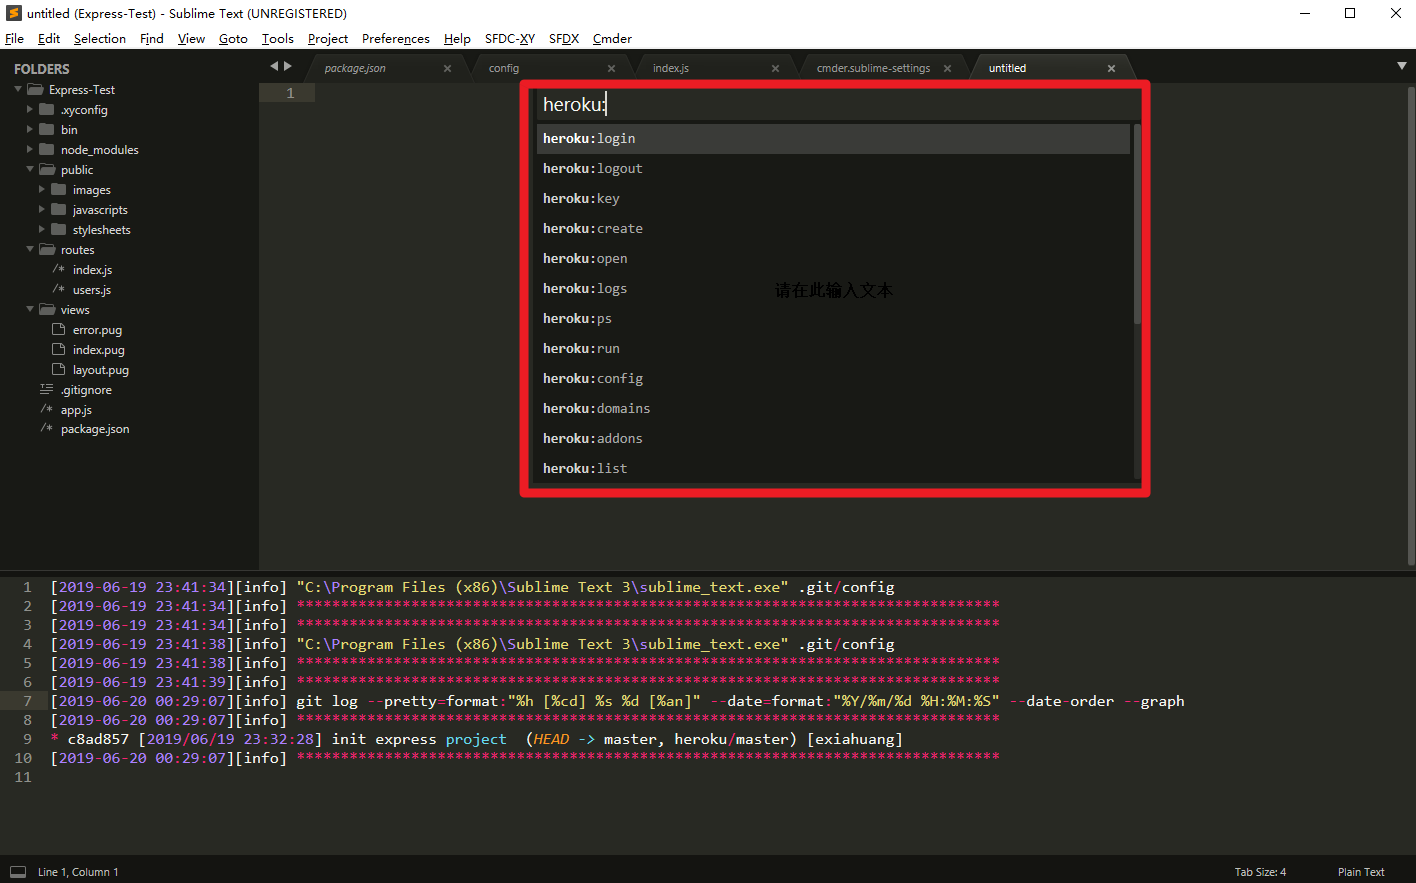 untitled (Express-Test) - Sublime Text (UNREGISTERED)
File Edit Selection Find View Goto Tools Project Preferences Help SFDC-XY SFDX Cmder
FOLDERS
Express-Test
.xyconfig
bin
node_modules
public
images
javascripts
stylesheets
routes
/* index.js
/* users.js
views
error.pug
index.pug
layout.pug
.gitignore
/* app.js
/* package.json
package.json × config × index.js × cmder.sublime-settings × untitled ×
1
heroku:
heroku:login
heroku:logout
heroku:key
heroku:create
heroku:open
heroku:logs
heroku:ps
heroku:run
heroku:config
heroku:domains
heroku:addons
heroku:list
请在此输入文本
1 [2019-06-19 23:41:34][info] "C:\Program Files (x86)\Sublime Text 3\sublime_text.exe" .git/config
2 [2019-06-19 23:41:34][info] ********************************************************************************
3 [2019-06-19 23:41:34][info] ********************************************************************************
4 [2019-06-19 23:41:38][info] "C:\Program Files (x86)\Sublime Text 3\sublime_text.exe" .git/config
5 [2019-06-19 23:41:38][info] ********************************************************************************
6 [2019-06-19 23:41:39][info] ********************************************************************************
7 [2019-06-20 00:29:07][info] git log --pretty=format:"%h [%cd] %s %d [%an]" --date=format:"%Y/%m/%d %H:%M:%S" --date-order --graph
8 [2019-06-20 00:29:07][info] ********************************************************************************
9 * c8ad857 [2019/06/19 23:32:28] init express project (HEAD -> master, heroku/master) [exiahuang]
10 [2019-06-20 00:29:07][info] ********************************************************************************
11
Line 1, Column 1
Tab Size: 4
Plain Text